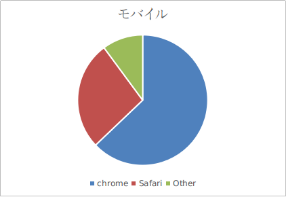 モバイル
chrome Safari Other